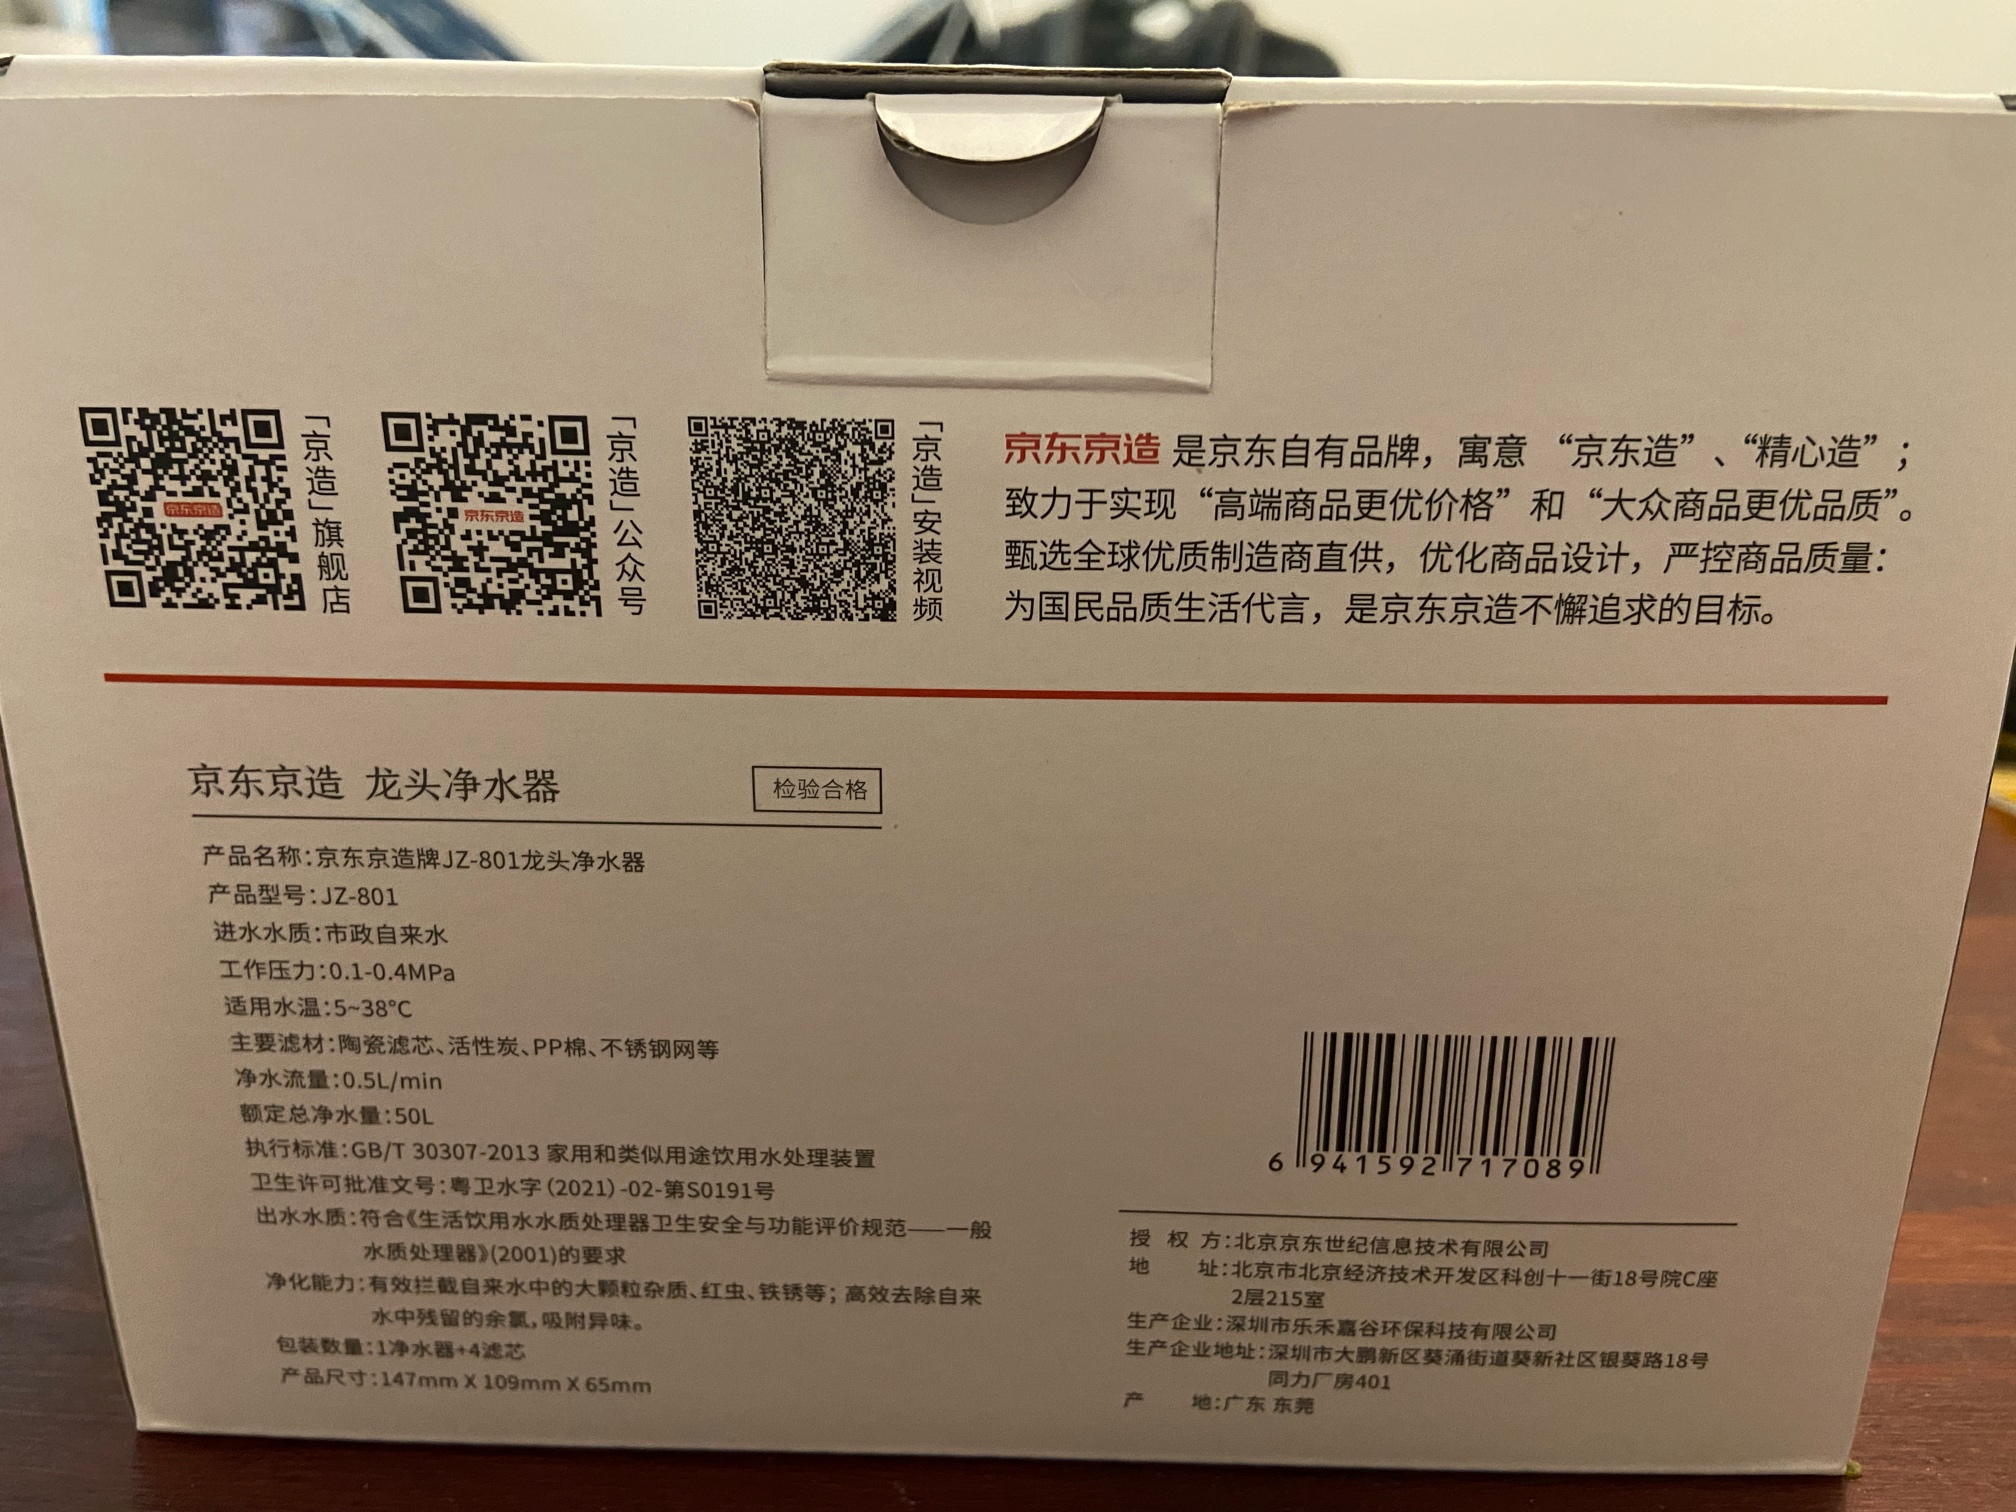 「京造」旗舰店
京东京造
「京造」公众号
京东京造
「京造」安装视频
京东京造 是京东自有品牌，寓意 “京东造”、“精心造”；
致力于实现 “高端商品更优价格” 和 “大众商品更优品质”。
甄选全球优质制造商直供，优化商品设计，严控商品质量：
为国民品质生活代言，是京东京造不懈追求的目标。
京东京造 龙头净水器
检验合格
产品名称：京东京造牌JZ-801龙头净水器
产品型号：JZ-801
进水水质：市政自来水
工作压力：0.1-0.4MPa
适用水温：5~38°C
主要滤材：陶瓷滤芯、活性炭、PP棉、不锈钢网等
净水流量：0.5L/min
额定总净水量：50L
执行标准：GB/T 30307-2013 家用和类似用途饮用水处理装置
卫生许可批准文号：粤卫水字（2021）-02-第S0191号
出水水质：符合《生活饮用水水质处理器卫生安全与功能评价规范——一般
水质处理器》(2001)的要求
净化能力：有效拦截自来水中的大颗粒杂质、红虫、铁锈等；高效去除自来
水中残留的余氯，吸附异味。
包装数量：1净水器+4滤芯
产品尺寸：147mm X 109mm X 65mm
6 941592 717089
授 权 方：北京京东世纪信息技术有限公司
地 址：北京市北京经济技术开发区科创十一街18号院C座
2层215室
生产企业：深圳市乐禾嘉谷环保科技有限公司
生产企业地址：深圳市大鹏新区葵涌街道葵新社区银葵路18号
同力厂房401
产 地：广东 东莞